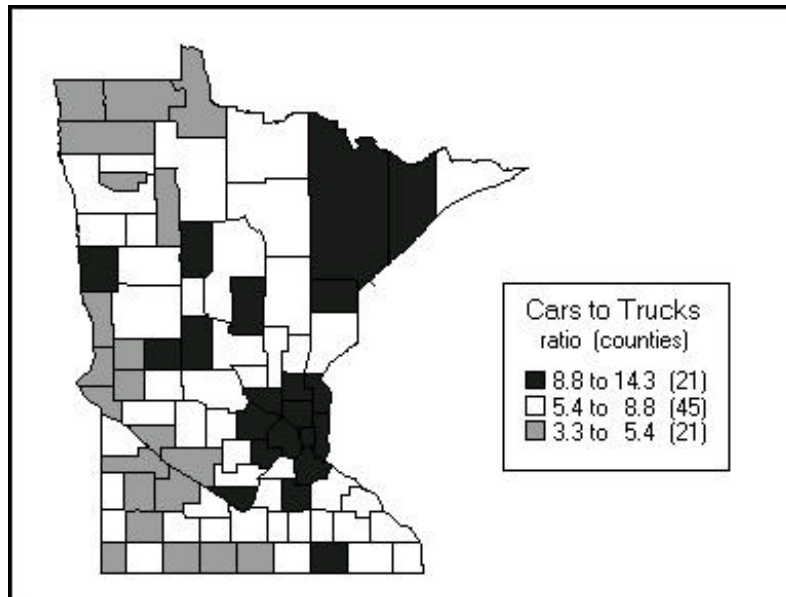 Cars to Trucks
ratio (counties)
8.8 to 14.3 (21)
5.4 to 8.8 (45)
3.3 to 5.4 (21)